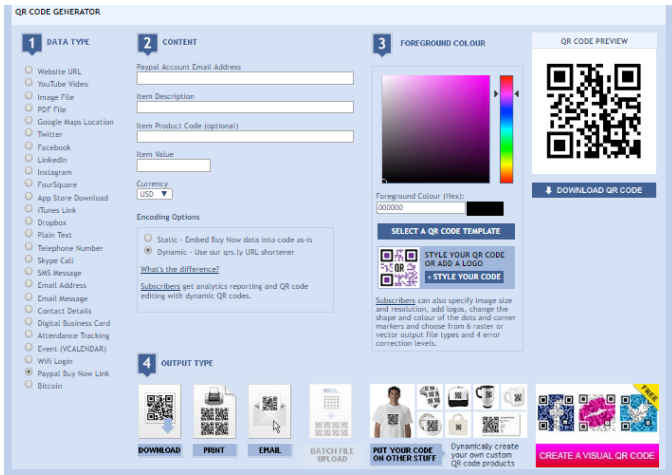 QR CODE GENERATOR
1 DATA TYPE
Website URL
YouTube Video
Image File
PDF File
Google Maps Location
Twitter
Facebook
LinkedIn
Instagram
FourSquare
App Store Download
iTunes Link
Dropbox
Plain Text
Telephone Number
Skype Call
SMS Message
Email Address
Email Message
Contact Details
Digital Business Card
Attendance Tracking
Event (VCALENDAR)
Wifi Login
Paypal Buy Now Link
Bitcoin
2 CONTENT
Paypal Account Email Address
Item Description
Item Product Code (optional)
Item Value
Currency
USD
Encoding Options
Static - Embed Buy Now data into code as-is
Dynamic - Use our qrs.ly URL shortener
What's the difference?
Subscribers get analytics reporting and QR code
editing with dynamic QR codes.
3 FOREGROUND COLOUR
Foreground Colour (Hex):
000000
SELECT A QR CODE TEMPLATE
QR
STYLE YOUR QR CODE
OR ADD A LOGO
+ STYLE YOUR CODE
Subscribers can also specify image size
and resolution, add logos, change the
shape and colour of the dots and corner
markers and choose from 6 raster or
vector output file types and 4 error
correction levels.
QR CODE PREVIEW
DOWNLOAD QR CODE
4 OUTPUT TYPE
DOWNLOAD
PRINT
EMAIL
BATCH FILE
UPLOAD
PUT YOUR CODE
ON OTHER STUFF
Dynamically create
your own custom
QR code products
FREE
CREATE A VISUAL QR CODE